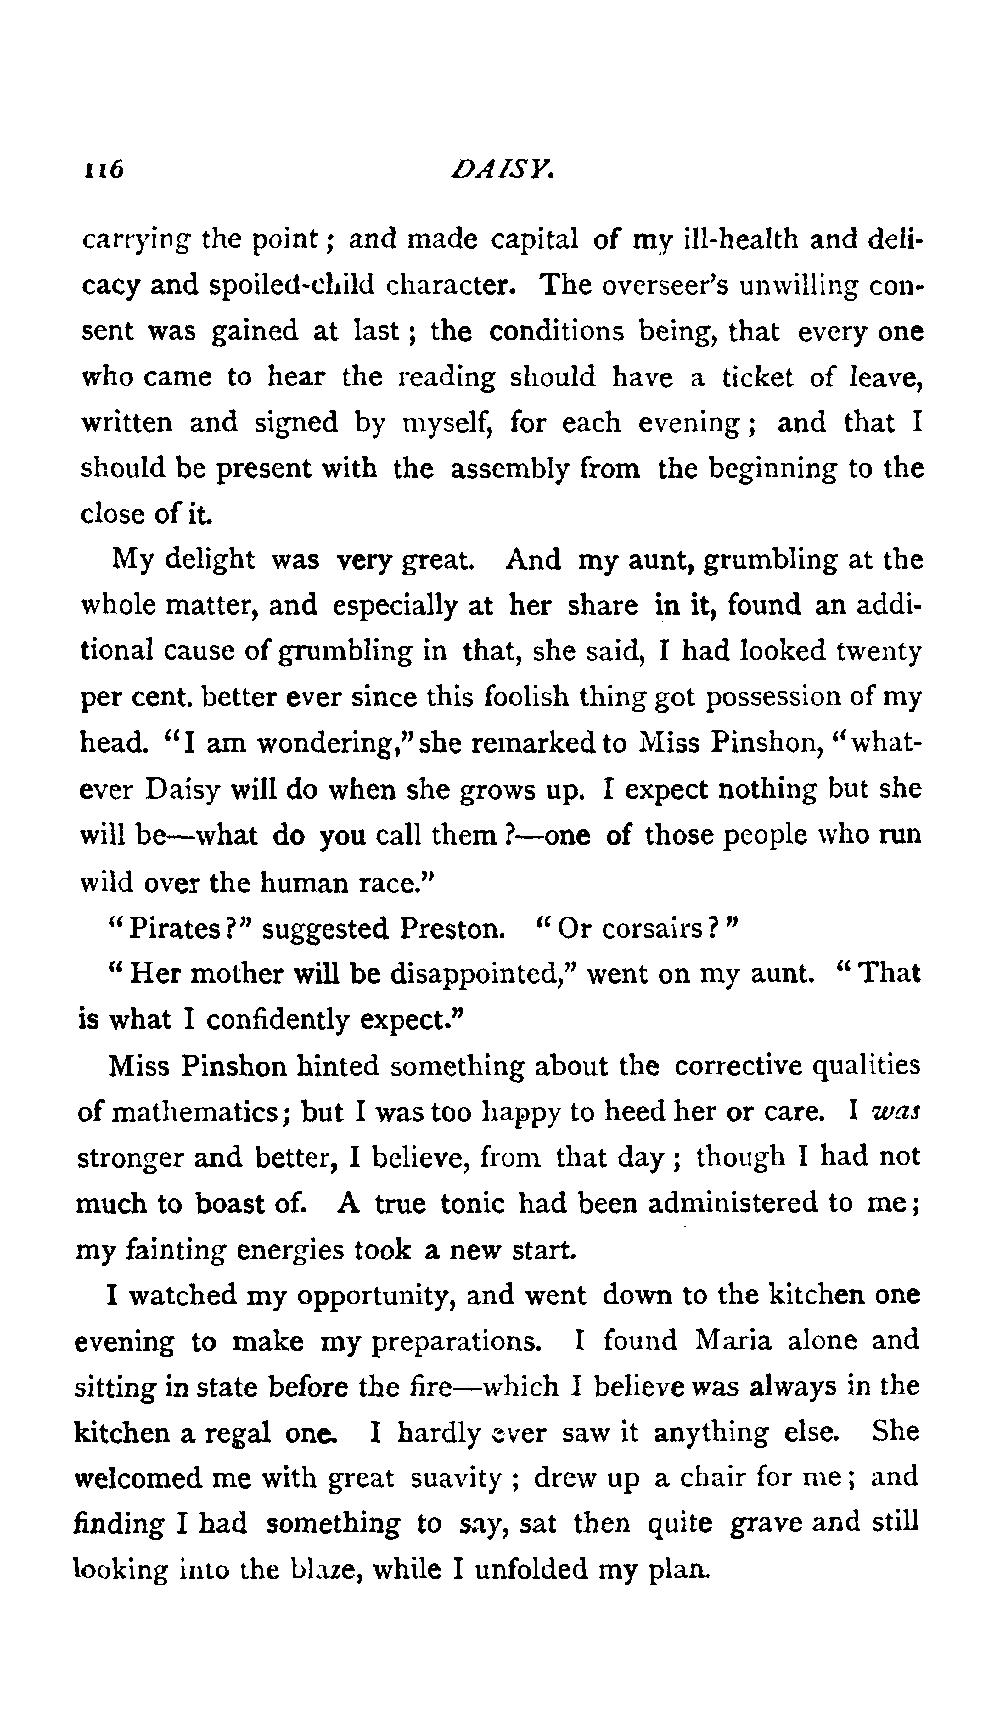 116 DAISY.
carrying the point; and made capital of my ill-health and deli-
cacy and spoiled-child character. The overseer's unwilling con-
sent was gained at last; the conditions being, that every one
who came to hear the reading should have a ticket of leave,
written and signed by myself, for each evening; and that I
should be present with the assembly from the beginning to the
close of it.
My delight was very great. And my aunt, grumbling at the
whole matter, and especially at her share in it, found an addi-
tional cause of grumbling in that, she said, I had looked twenty
per cent. better ever since this foolish thing got possession of my
head. "I am wondering," she remarked to Miss Pinshon, "what-
ever Daisy will do when she grows up. I expect nothing but she
will be—what do you call them?—one of those people who run
wild over the human race."
"Pirates?" suggested Preston. "Or corsairs?"
"Her mother will be disappointed," went on my aunt. "That
is what I confidently expect."
Miss Pinshon hinted something about the corrective qualities
of mathematics; but I was too happy to heed her or care. I was
stronger and better, I believe, from that day; though I had not
much to boast of. A true tonic had been administered to me;
my fainting energies took a new start.
I watched my opportunity, and went down to the kitchen one
evening to make my preparations. I found Maria alone and
sitting in state before the fire—which I believe was always in the
kitchen a regal one. I hardly ever saw it anything else. She
welcomed me with great suavity; drew up a chair for me; and
finding I had something to say, sat then quite grave and still
looking into the blaze, while I unfolded my plan.